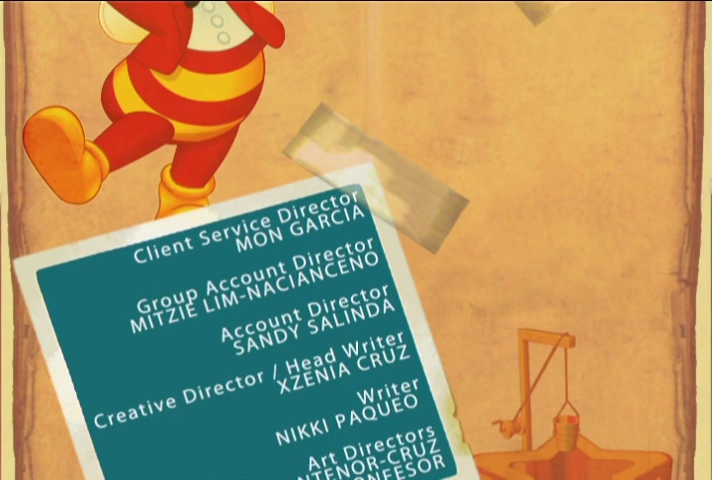 Client Service Director
MON GARCIA
Group Account Director
MITZIE LIM-NACIANCENO
Account Director
SANDY SALINDA
Creative Director / Head Writer
XZENIA CRUZ
Writer
NIKKI PAQUEO
Art Directors